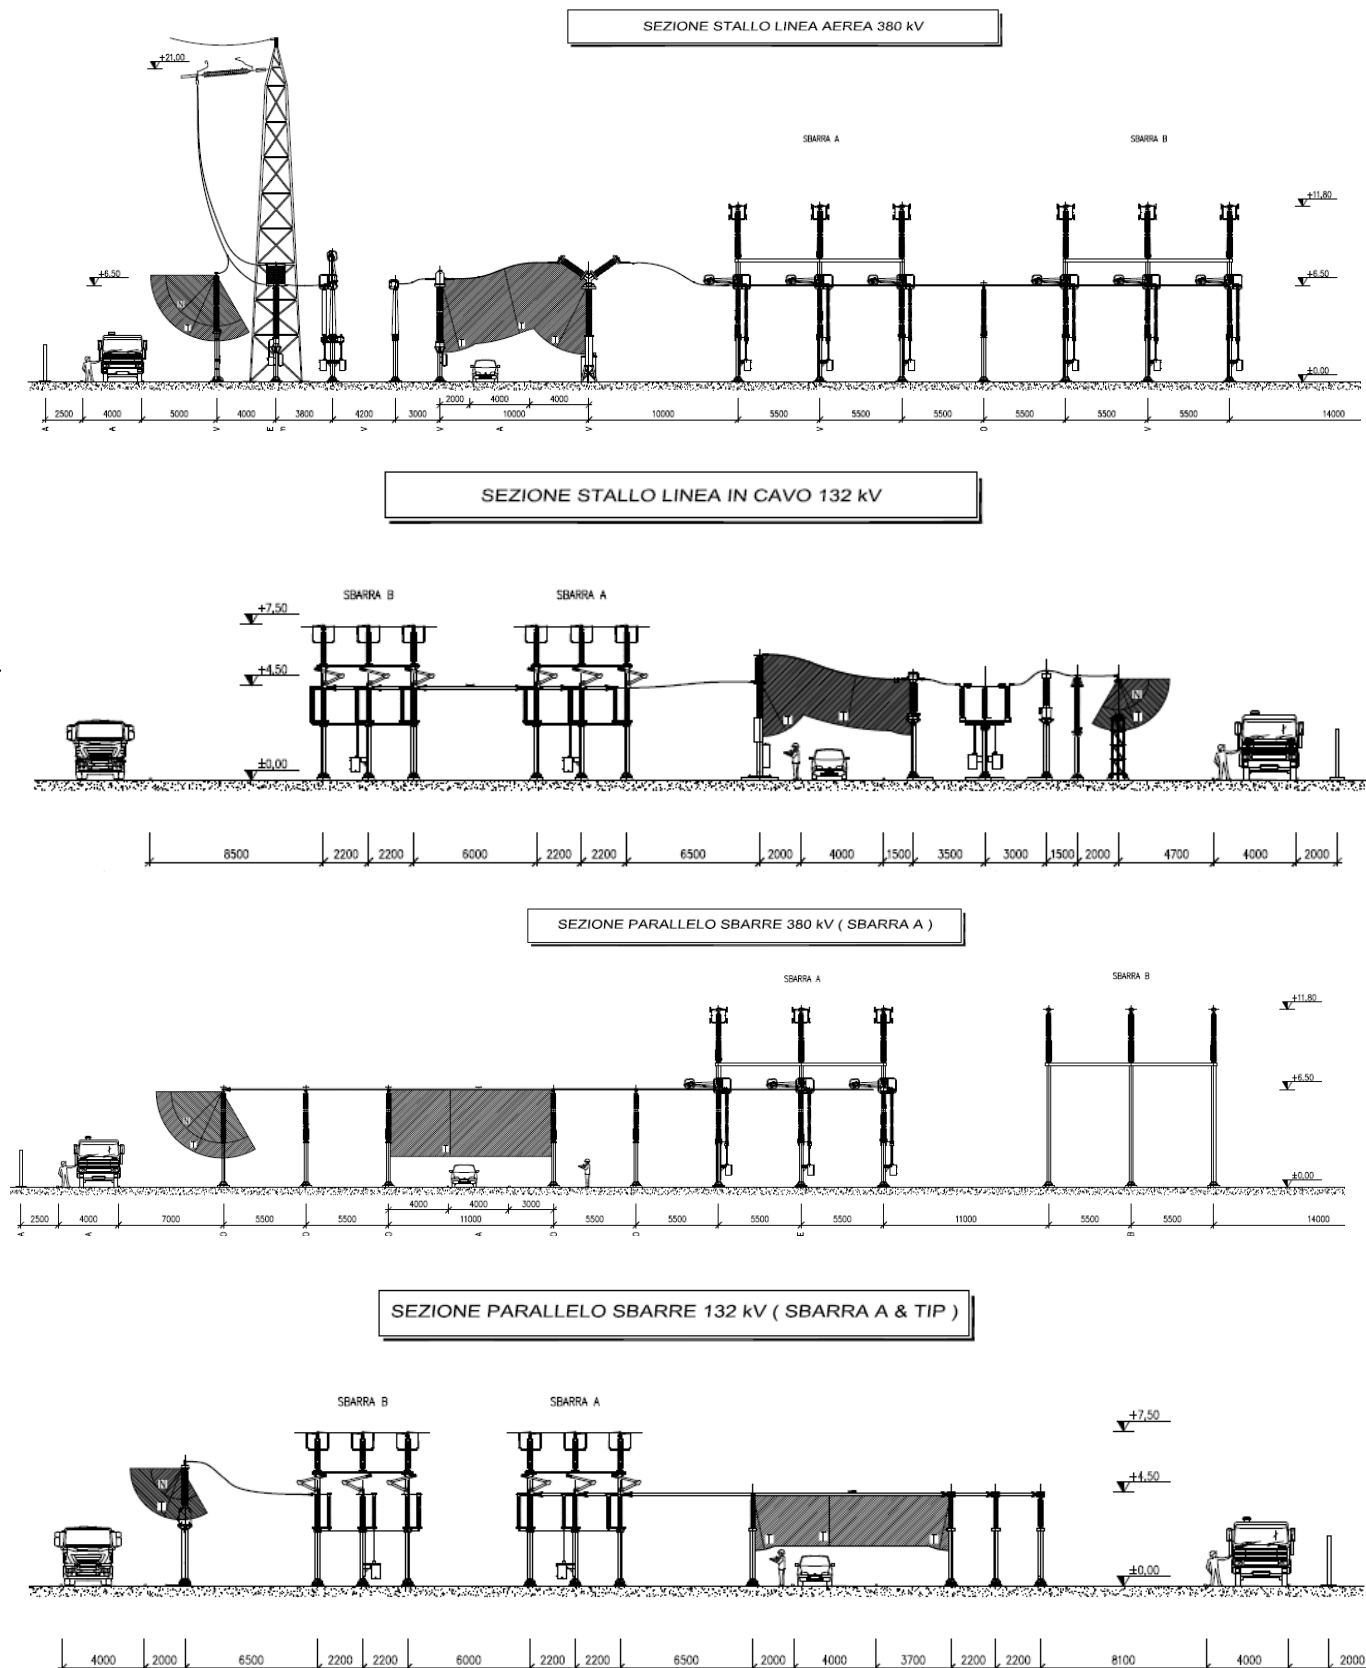 SEZIONE STALLO LINEA AEREA 380 kV
+21,00
SBARRA A
SBARRA B
+11,80
+6,50
+6,50
N
T
T
T
T
±0,00
2000 4000 4000
2500 4000 5000 4000 3800 4200 3000 10000 10000 5500 5500 5500 5500 5500 5500 14000
A A V E V V V A V V D V
SEZIONE STALLO LINEA IN CAVO 132 kV
SBARRA B
SBARRA A
+7,50
+4,50
N
T
T
T
±0,00
8500 2200 2200 6000 2200 2200 6500 2000 4000 1500 3500 3000 1500 2000 4700 4000 2000
SEZIONE PARALLELO SBARRE 380 kV ( SBARRA A )
SBARRA A
SBARRA B
+11,80
+6,50
N
T
T
±0,00
4000 4000 3000
2500 4000 7000 5500 5500 11000 5500 5500 5500 5500 11000 5500 5500 14000
A A D D D A D D E B
SEZIONE PARALLELO SBARRE 132 kV ( SBARRA A & TIP )
SBARRA B
SBARRA A
+7,50
+4,50
N
T
T
T
T
±0,00
4000 2000 6500 2200 2200 6000 2200 2200 6500 2000 4000 3700 2200 2200 8100 4000 2000